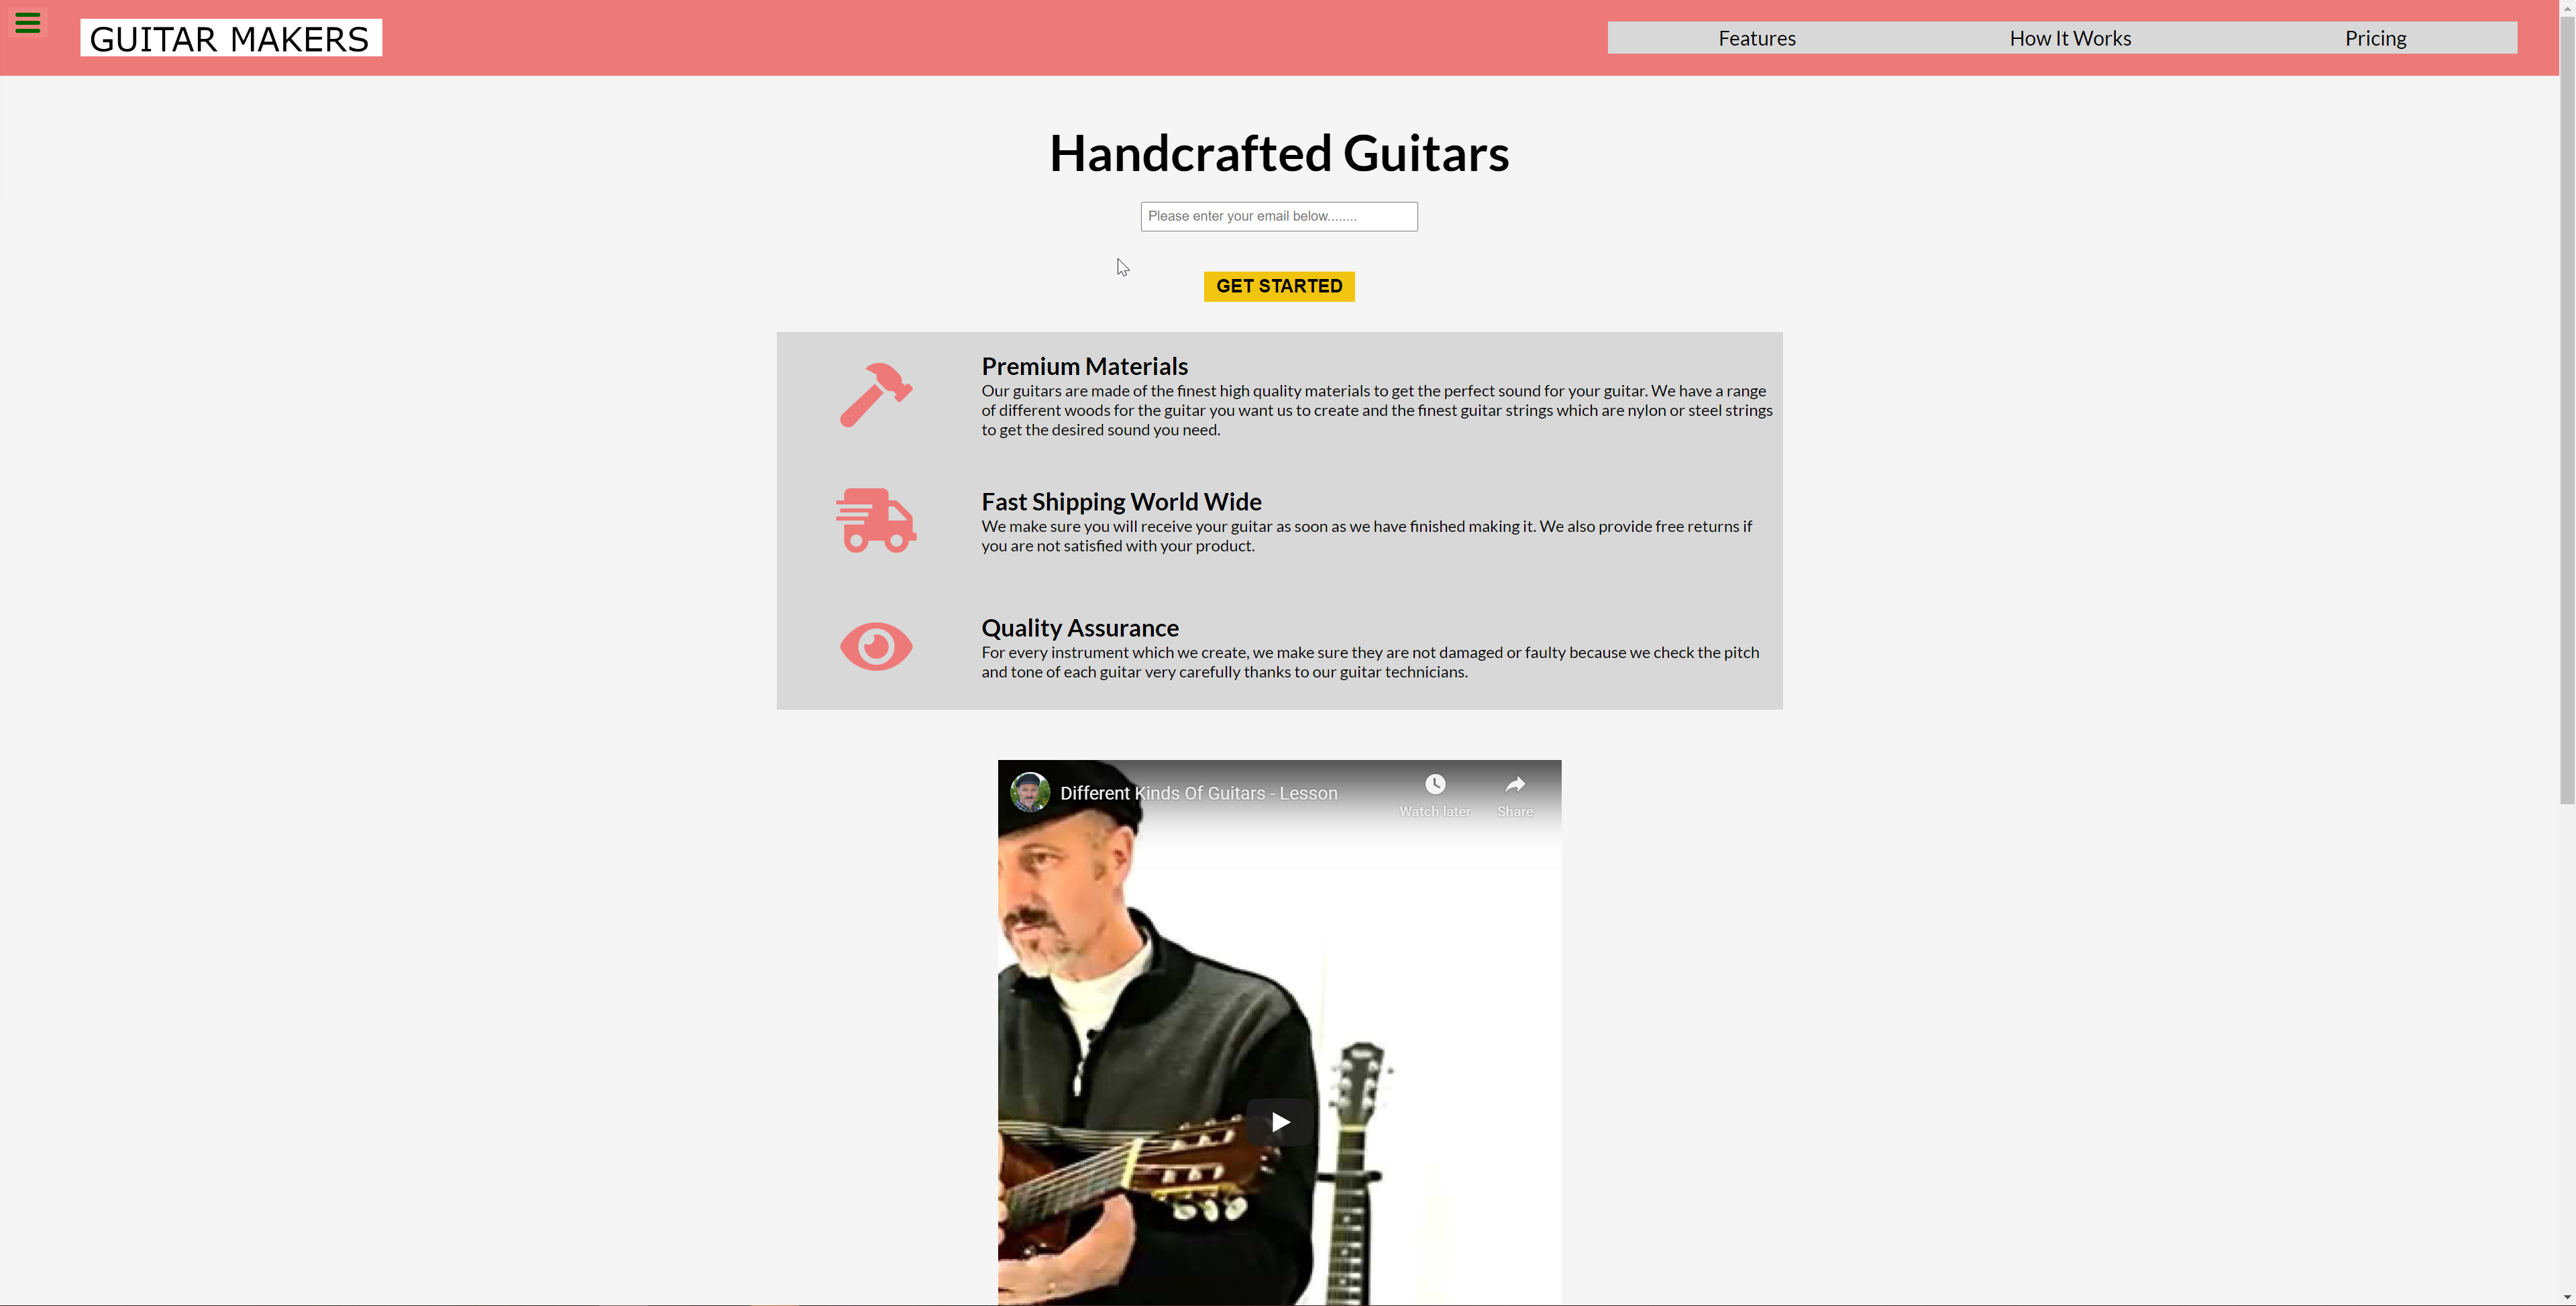 GUITAR MAKERS
Features
How It Works
Pricing
Handcrafted Guitars
Please enter your email below........
GET STARTED
Premium Materials
Our guitars are made of the finest high quality materials to get the perfect sound for your guitar. We have a range
of different woods for the guitar you want us to create and the finest guitar strings which are nylon or steel strings
to get the desired sound you need.
Fast Shipping World Wide
We make sure you will receive your guitar as soon as we have finished making it. We also provide free returns if
you are not satisfied with your product.
Quality Assurance
For every instrument which we create, we make sure they are not damaged or faulty because we check the pitch
and tone of each guitar very carefully thanks to our guitar technicians.
Different Kinds Of Guitars - Lesson
Watch later
Share